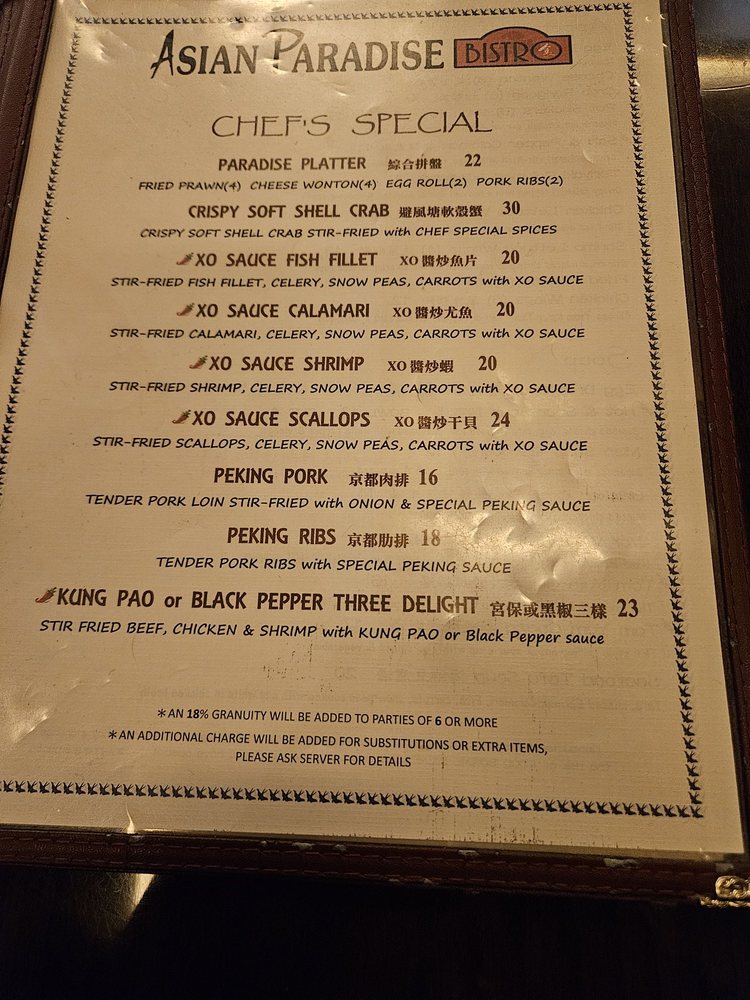 ASIAN PARADISE BISTRO
CHEF'S SPECIAL
PARADISE PLATTER 綜合拼盤 22
FRIED PRAWN(4) CHEESE WONTON(4) EGG ROLL(2) PORK RIBS(2)
CRISPY SOFT SHELL CRAB 避風塘軟殼蟹 30
CRISPY SOFT SHELL CRAB STIR-FRIED with CHEF SPECIAL SPICES
XO SAUCE FISH FILLET XO 醬炒魚片 20
STIR-FRIED FISH FILLET, CELERY, SNOW PEAS, CARROTS with XO SAUCE
XO SAUCE CALAMARI XO 醬炒尤魚 20
STIR-FRIED CALAMARI, CELERY, SNOW PEAS, CARROTS with XO SAUCE
XO SAUCE SHRIMP XO 醬炒蝦 20
STIR-FRIED SHRIMP, CELERY, SNOW PEAS, CARROTS with XO SAUCE
XO SAUCE SCALLOPS XO 醬炒干貝 24
STIR-FRIED SCALLOPS, CELERY, SNOW PEAS, CARROTS with XO SAUCE
PEKING PORK 京都肉排 16
TENDER PORK LOIN STIR-FRIED with ONION & SPECIAL PEKING SAUCE
PEKING RIBS 京都肋排 18
TENDER PORK RIBS with SPECIAL PEKING SAUCE
KUNG PAO or BLACK PEPPER THREE DELIGHT 宮保或黑椒三樣 23
STIR FRIED BEEF, CHICKEN & SHRIMP with KUNG PAO or Black Pepper sauce
*AN 18% GRANUITY WILL BE ADDED TO PARTIES OF 6 OR MORE
*AN ADDITIONAL CHARGE WILL BE ADDED FOR SUBSTITUTIONS OR EXTRA ITEMS,
PLEASE ASK SERVER FOR DETAILS